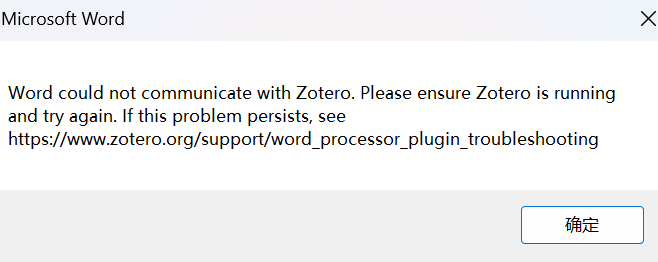 Microsoft Word
Word could not communicate with Zotero. Please ensure Zotero is running
and try again. If this problem persists, see
https://www.zotero.org/support/word_processor_plugin_troubleshooting
确定